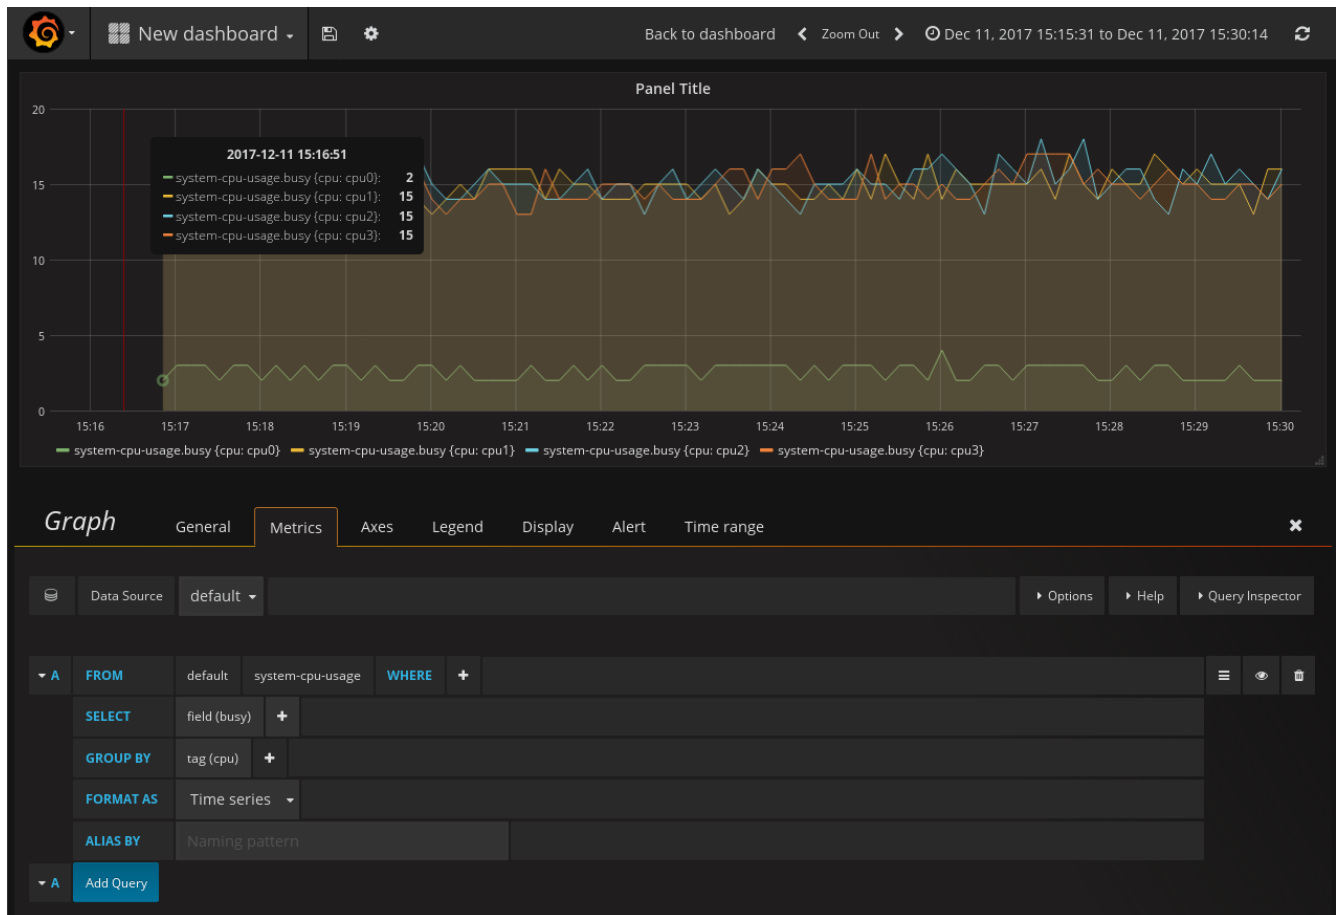 New dashboard
Back to dashboard Zoom Out Dec 11, 2017 15:15:31 to Dec 11, 2017 15:30:14
Panel Title
20
15
10
5
0
2017-12-11 15:16:51
system-cpu-usage.busy {cpu: cpu0}: 2
system-cpu-usage.busy {cpu: cpu1}: 15
system-cpu-usage.busy {cpu: cpu2}: 15
system-cpu-usage.busy {cpu: cpu3}: 15
15:16 15:17 15:18 15:19 15:20 15:21 15:22 15:23 15:24 15:25 15:26 15:27 15:28 15:29 15:30
system-cpu-usage.busy {cpu: cpu0} system-cpu-usage.busy {cpu: cpu1} system-cpu-usage.busy {cpu: cpu2} system-cpu-usage.busy {cpu: cpu3}
Graph General Metrics Axes Legend Display Alert Time range
Data Source default Options Help Query Inspector
A FROM default system-cpu-usage WHERE +
SELECT field (busy) +
GROUP BY tag (cpu) +
FORMAT AS Time series
ALIAS BY Naming pattern
A Add Query